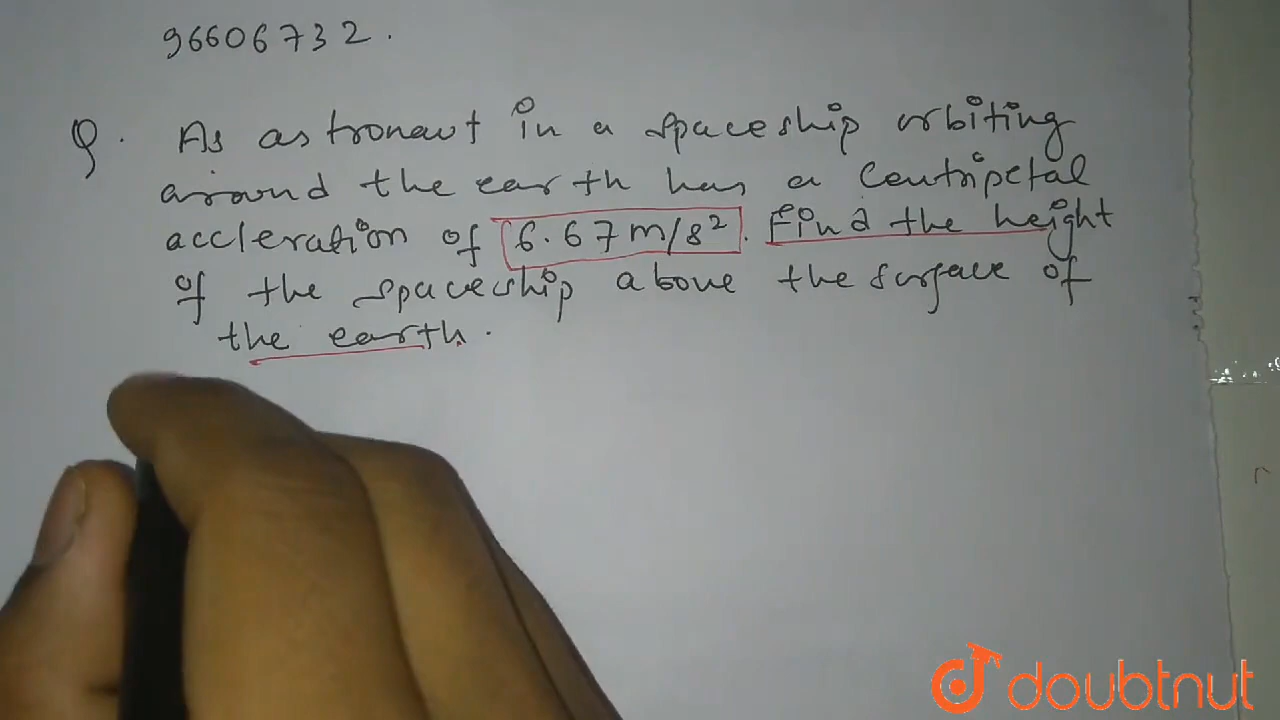 96606732.
Q. As astronaut in a spaceship orbiting
around the earth has a centripetal
accleration of 6.67m/s². Find the height
of the spaceship above the surface of
the earth.
doubtnut